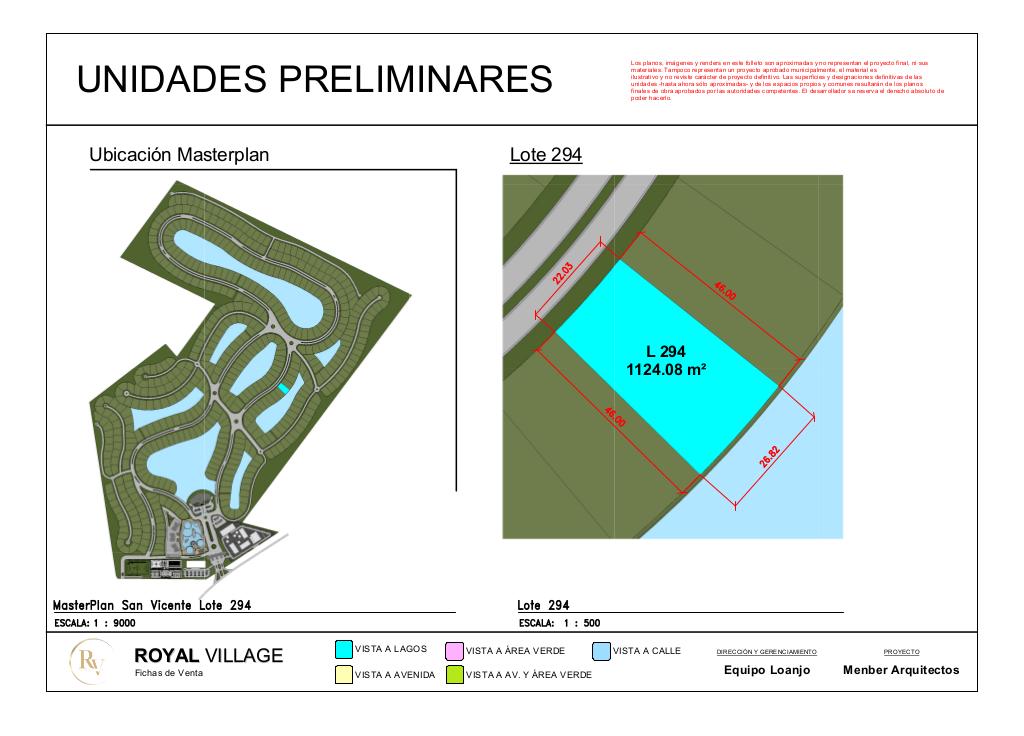 UNIDADES PRELIMINARES
Los planos, imágenes y renders en este folleto son aproximadas y no representan el proyecto final, ni sus
materiales. Tampoco representan un proyecto aprobado municipalmente, el material es
ilustrativo y no reviste carácter de proyecto definitivo. Las superficies y designaciones definitivas de las
unidades -hasta ahora sólo aproximadas- y de los espacios propios y comunes resultarán de los planos
finales de obra aprobados por las autoridades competentes. El desarrollador se reserva el derecho absoluto de
poder hacerlo.
Ubicación Masterplan
Lote 294
22.03
46.00
L 294
1124.08 m²
46.00
26.82
MasterPlan San Vicente Lote 294
ESCALA: 1 : 9000
Lote 294
ESCALA: 1 : 500
RV
ROYAL VILLAGE
Fichas de Venta
VISTA A LAGOS
VISTA A ÀREA VERDE
VISTA A CALLE
VISTA A AVENIDA
VISTA A AV. Y ÀREA VERDE
DIRECCIÓN Y GERENCIAMIENTO
Equipo Loanjo
PROYECTO
Menber Arquitectos